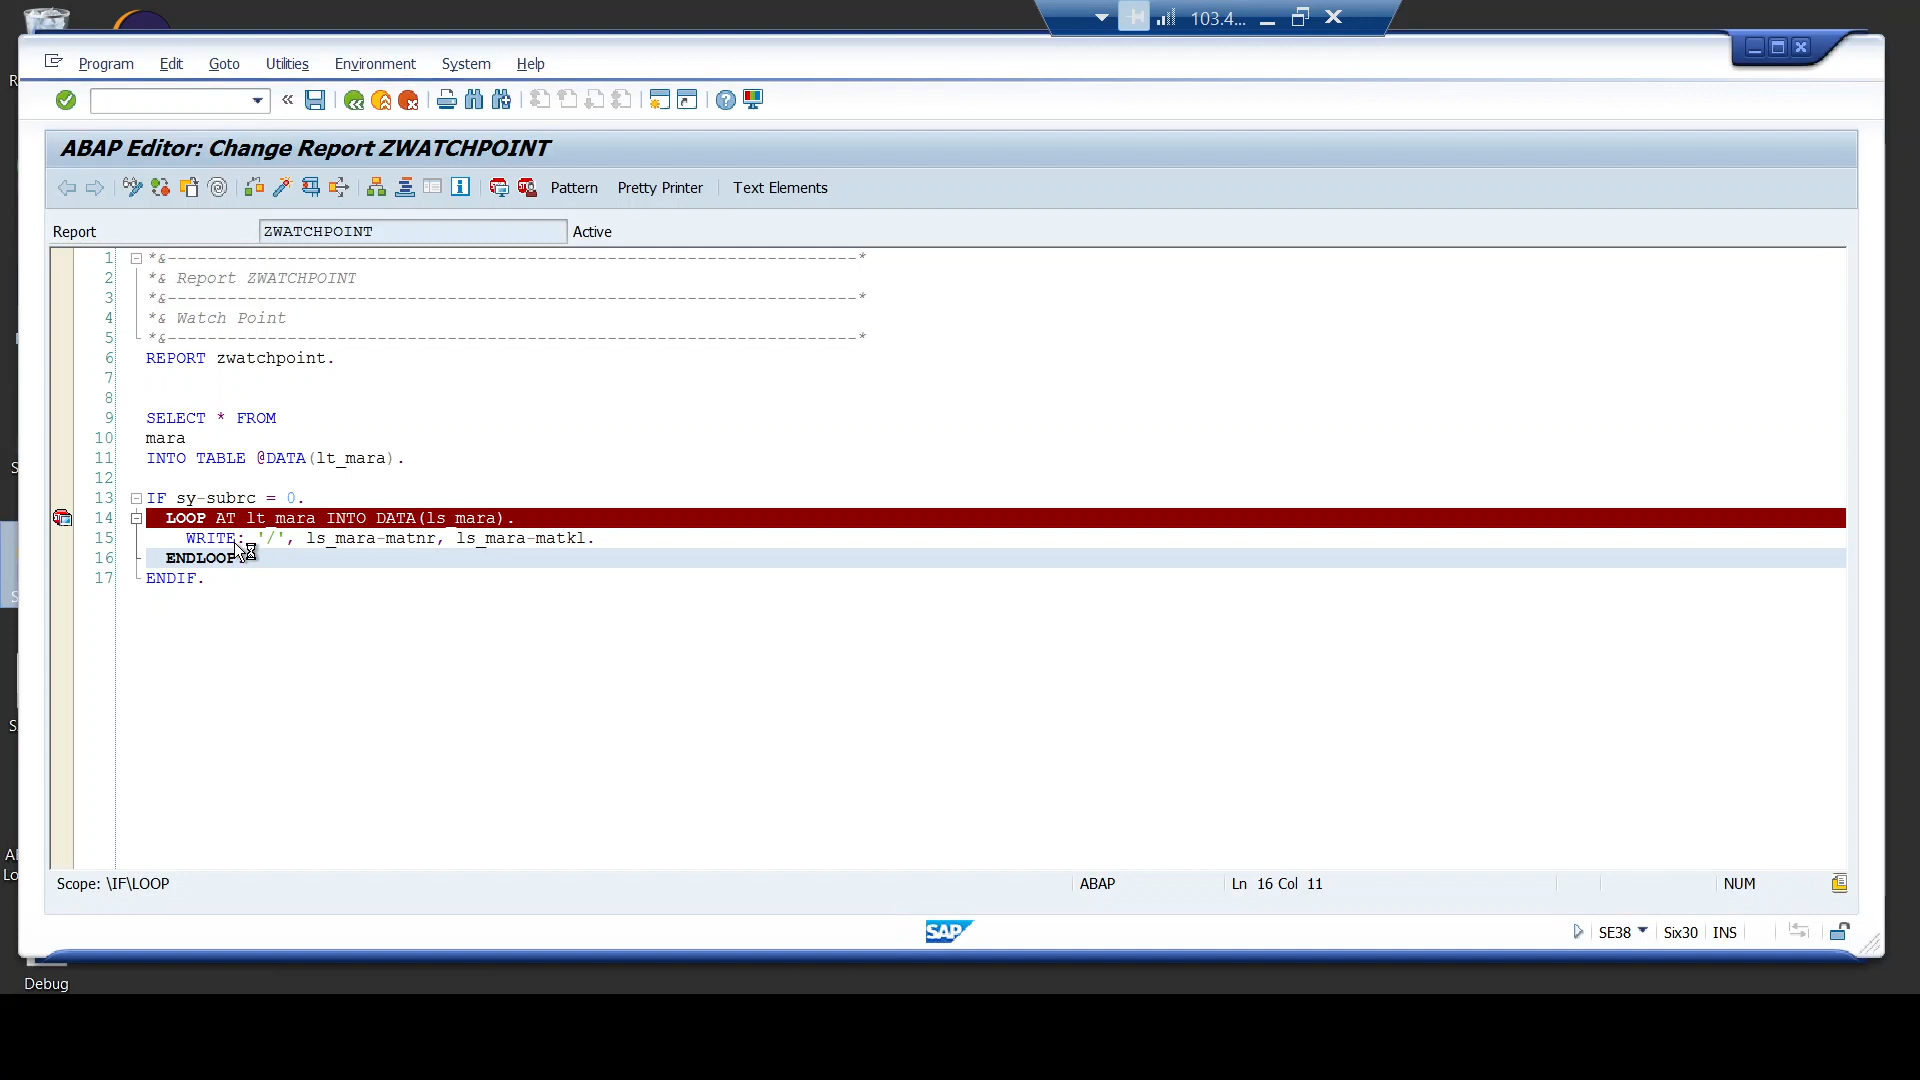 103.4...
Program Edit Goto Utilities Environment System Help
ABAP Editor: Change Report ZWATCHPOINT
Pattern Pretty Printer Text Elements
Report ZWATCHPOINT Active
1 *&---------------------------------------------------------------------*
2 *& Report ZWATCHPOINT
3 *&---------------------------------------------------------------------*
4 *& Watch Point
5 *&---------------------------------------------------------------------*
6 REPORT zwatchpoint.
7
8
9 SELECT * FROM
10 mara
11 INTO TABLE @DATA(lt_mara).
12
13 IF sy-subrc = 0.
14 LOOP AT lt_mara INTO DATA(ls_mara).
15 WRITE: '/', ls_mara-matnr, ls_mara-matkl.
16 ENDLOOP
17 ENDIF.
Scope: \IF\LOOP ABAP Ln 16 Col 11 NUM
SAP SE38 Six30 INS
Debug